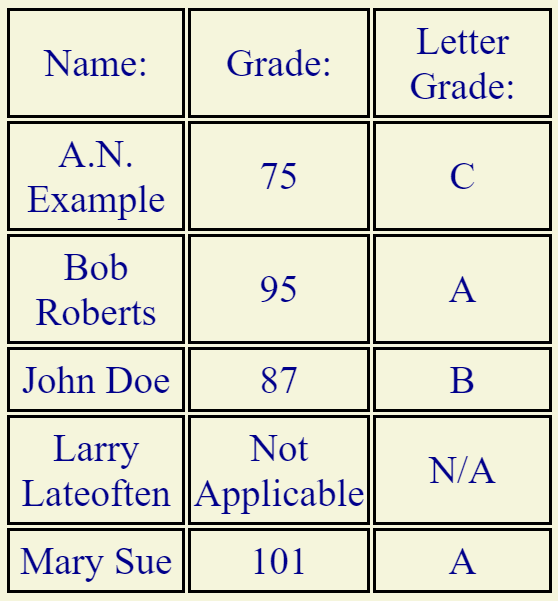 Name: Grade: Letter
Grade:
A.N.
Example 75 C
Bob
Roberts 95 A
John Doe 87 B
Larry
Lateoften Not
Applicable N/A
Mary Sue 101 A